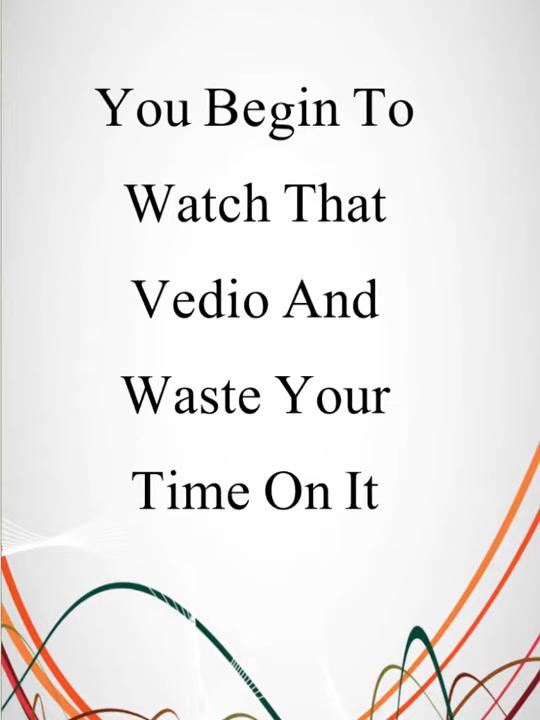 You Begin To
Watch That
Vedio And
Waste Your
Time On It